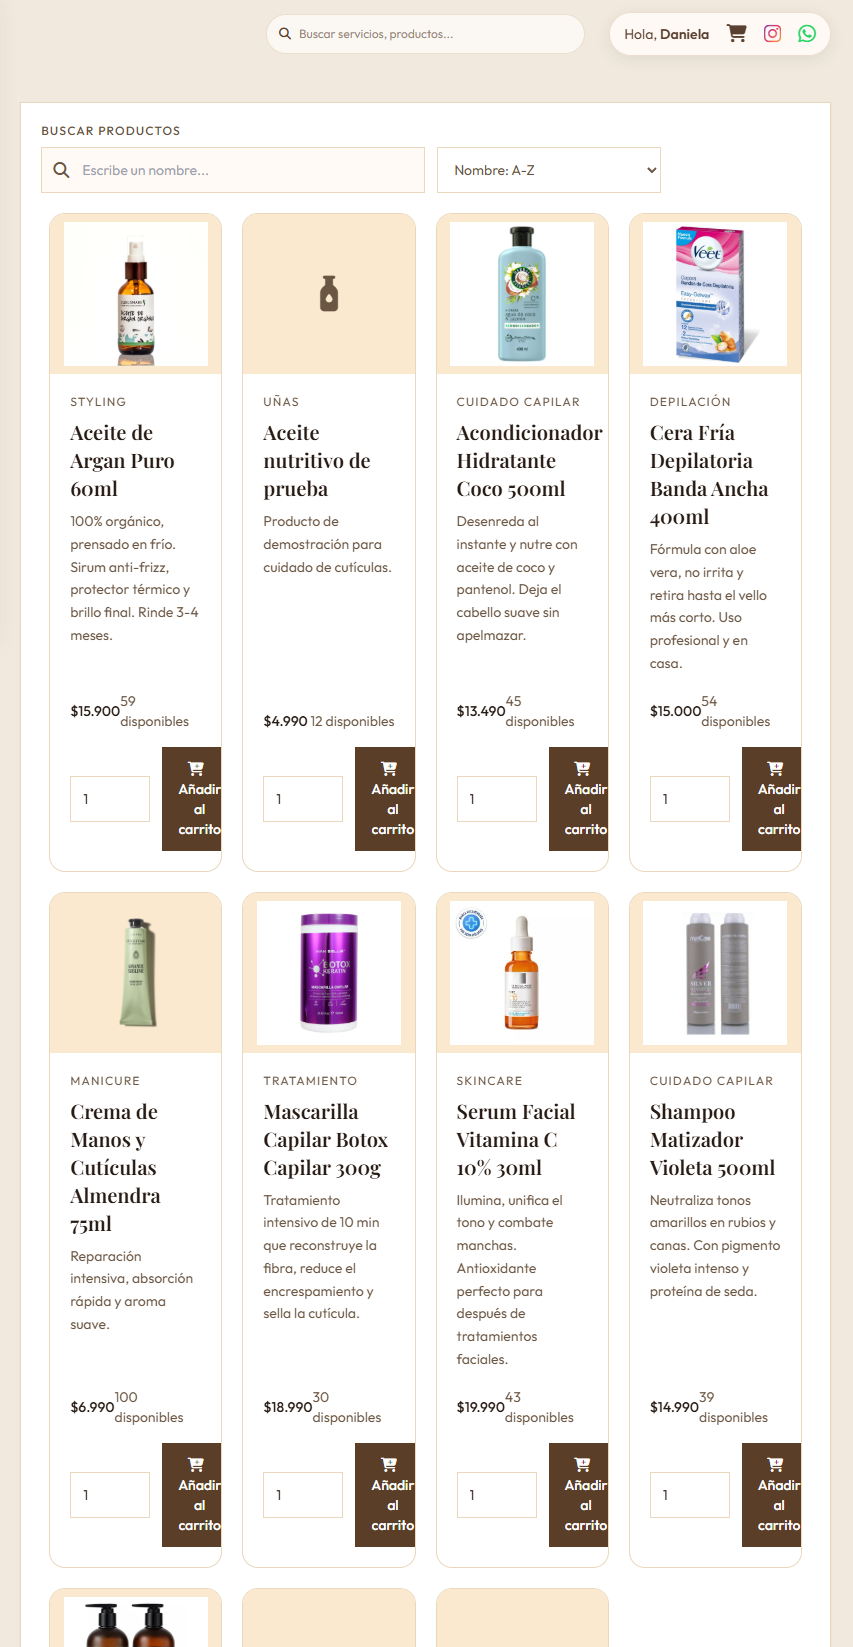 Buscar servicios, productos...
Hola, Daniela
BUSCAR PRODUCTOS
Escribe un nombre...
Nombre: A-Z
STYLING
Aceite de
Argan Puro
60ml
100% orgánico,
prensado en frío.
Sirum anti-frizz,
protector térmico y
brillo final. Rinde 3-4
meses.
$15.900
59
disponibles
1
Añadir
al
carrito
UÑAS
Aceite
nutritivo de
prueba
Producto de
demostración para
cuidado de cutículas.
$4.990 12 disponibles
1
Añadir
al
carrito
CUIDADO CAPILAR
Acondicionador
Hidratante
Coco 500ml
Desenreda al
instante y nutre con
aceite de coco y
pantenol. Deja el
cabello suave sin
apelmazar.
$13.490
45
disponibles
1
Añadir
al
carrito
Veet
DEPILACIÓN
Cera Fría
Depilatoria
Banda Ancha
400ml
Fórmula con aloe
vera, no irrita y
retira hasta el vello
más corto. Uso
profesional y en
casa.
$15.000
54
disponibles
1
Añadir
al
carrito
MANICURE
Crema de
Manos y
Cutículas
Almendra
75ml
Reparación
intensiva, absorción
rápida y aroma
suave.
$6.990
100
disponibles
1
Añadir
al
carrito
BOTOX
KERATIN
TRATAMIENTO
Mascarilla
Capilar Botox
Capilar 300g
Tratamiento
intensivo de 10 min
que reconstruye la
fibra, reduce el
encrespamiento y
sella la cutícula.
$18.990
30
disponibles
1
Añadir
al
carrito
SKINCARE
Serum Facial
Vitamina C
10% 30ml
Ilumina, unifica el
tono y combate
manchas.
Antioxidante
perfecto para
después de
tratamientos
faciales.
$19.990
43
disponibles
1
Añadir
al
carrito
SILVER
CUIDADO CAPILAR
Shampoo
Matizador
Violeta 500ml
Neutraliza tonos
amarillos en rubios y
canas. Con pigmento
violeta intenso y
proteína de seda.
$14.990
39
disponibles
1
Añadir
al
carrito